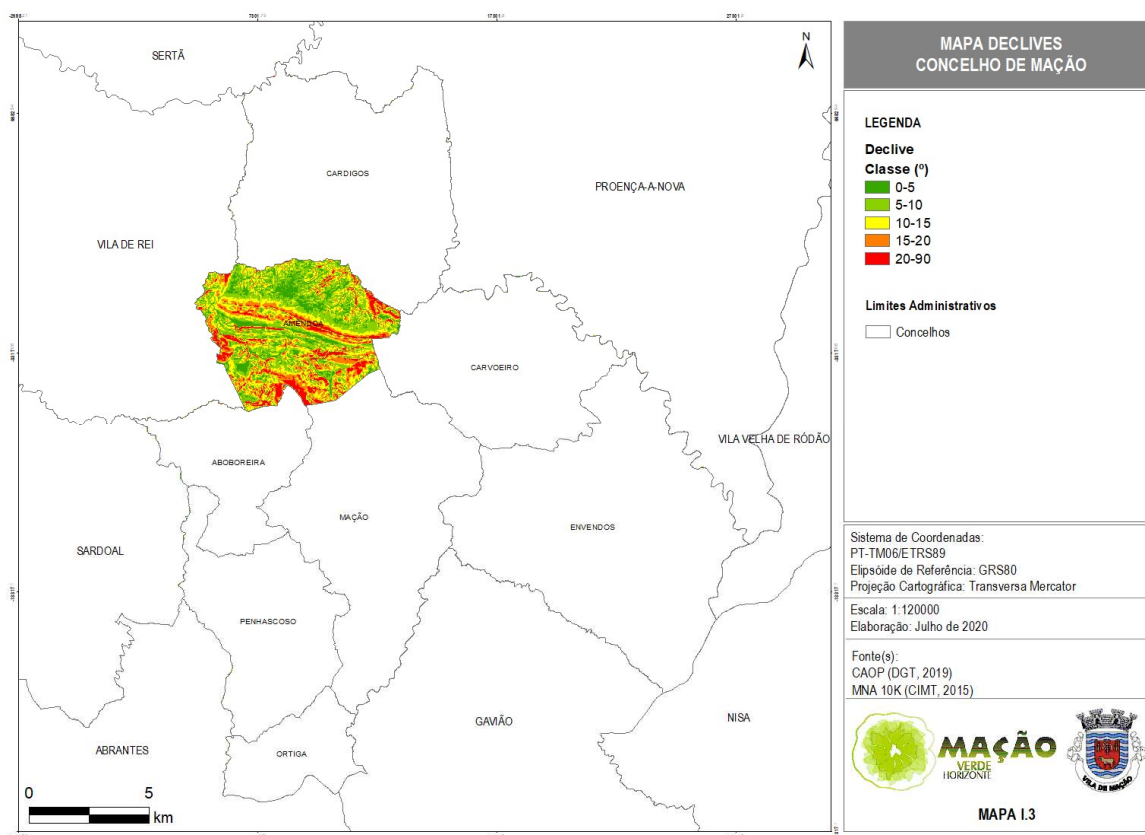 SERTÃ
N
CARDIGOS
PROENÇA-A-NOVA
VILA DE REI
AMÊNDOA
CARVOEIRO
VILA VELHA DE RÓDÃO
ABOBOREIRA
MAÇÃO
ENVENDOS
SARDOAL
PENHASCOSO
GAVIÃO
NISA
ABRANTES
ORTIGA
0 5
km
MAPA DECLIVES
CONCELHO DE MAÇÃO
LEGENDA
Declive
Classe (º)
0-5
5-10
10-15
15-20
20-90
Limites Administrativos
Concelhos
Sistema de Coordenadas:
PT-TM06/ETRS89
Elipsóide de Referência: GRS80
Projeção Cartográfica: Transversa Mercator
Escala: 1:120000
Elaboração: Julho de 2020
Fonte(s):
CAOP (DGT, 2019)
MNA 10K (CIMT, 2015)
MAÇÃO
VERDE
HORIZONTE
VILA DE MAÇÃO
MAPA I.3